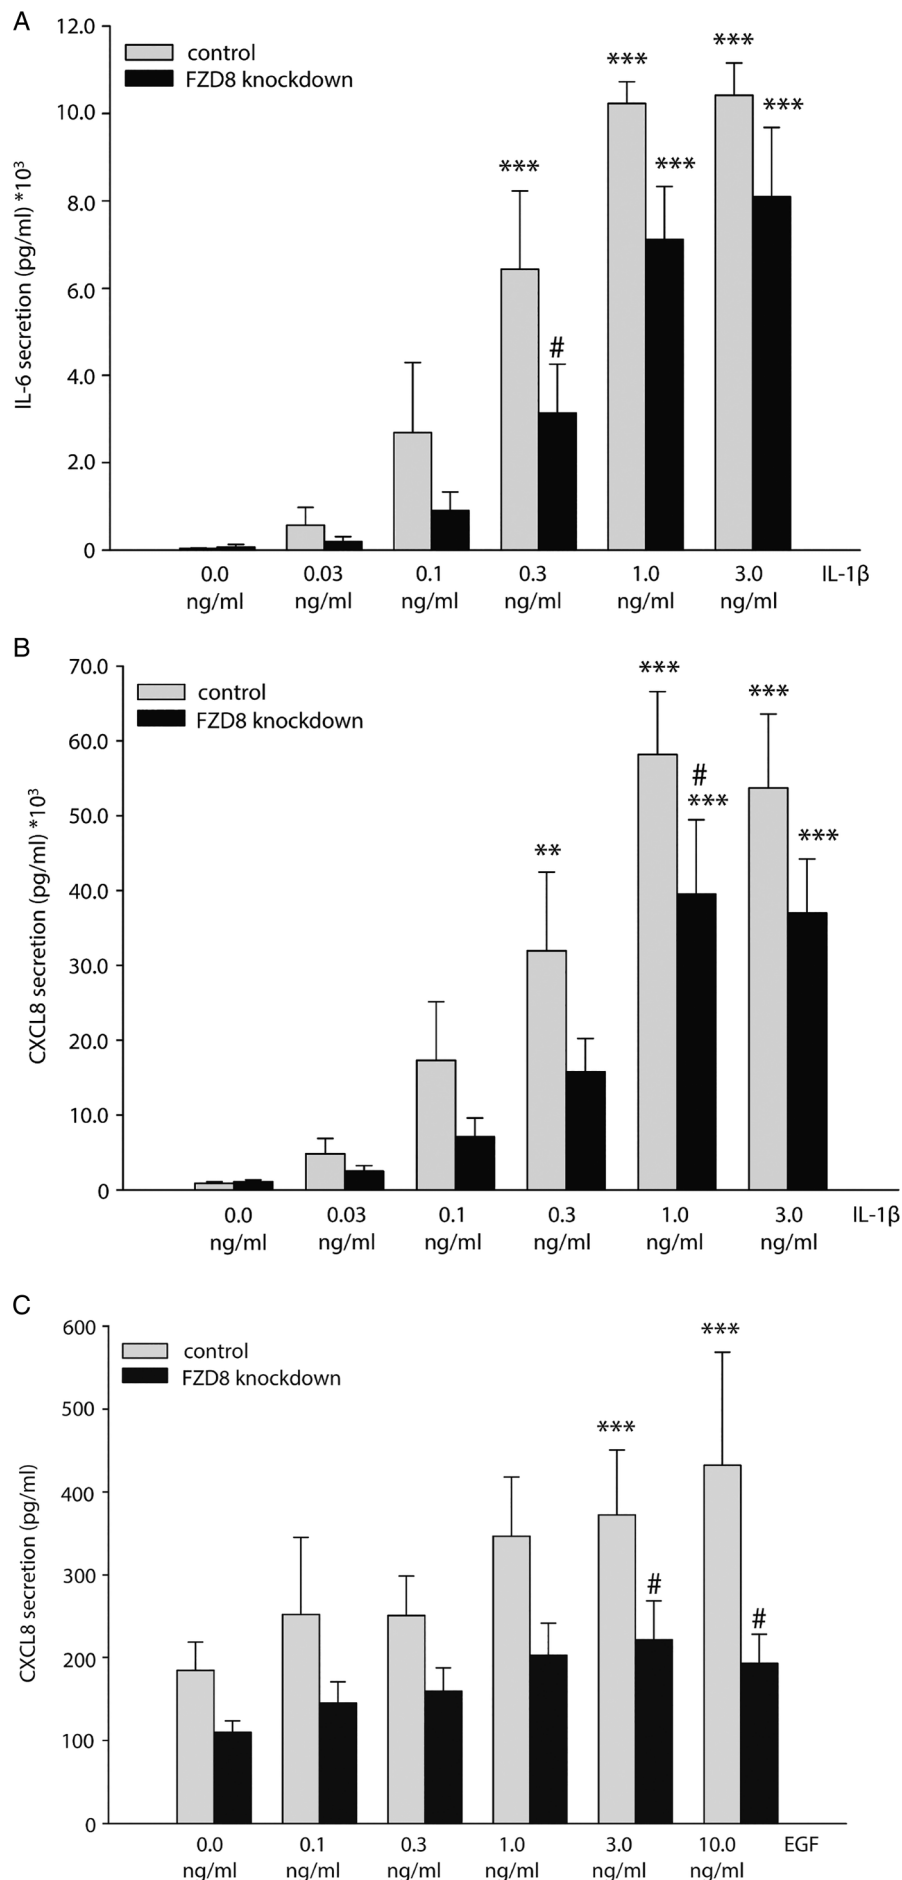 A
12.0
10.0
8.0
6.0
4.0
2.0
0
IL-6 secretion (pg/ml) *10³
control
FZD8 knockdown
*** *** *** *** *** #
0.0 0.03 0.1 0.3 1.0 3.0 IL-1β
ng/ml ng/ml ng/ml ng/ml ng/ml ng/ml
B
70.0
60.0
50.0
40.0
30.0
20.0
10.0
0
CXCL8 secretion (pg/ml) *10³
control
FZD8 knockdown
** *** # *** *** ***
0.0 0.03 0.1 0.3 1.0 3.0 IL-1β
ng/ml ng/ml ng/ml ng/ml ng/ml ng/ml
C
600
500
400
300
200
100
0
CXCL8 secretion (pg/ml)
control
FZD8 knockdown
*** # *** #
0.0 0.1 0.3 1.0 3.0 10.0 EGF
ng/ml ng/ml ng/ml ng/ml ng/ml ng/ml